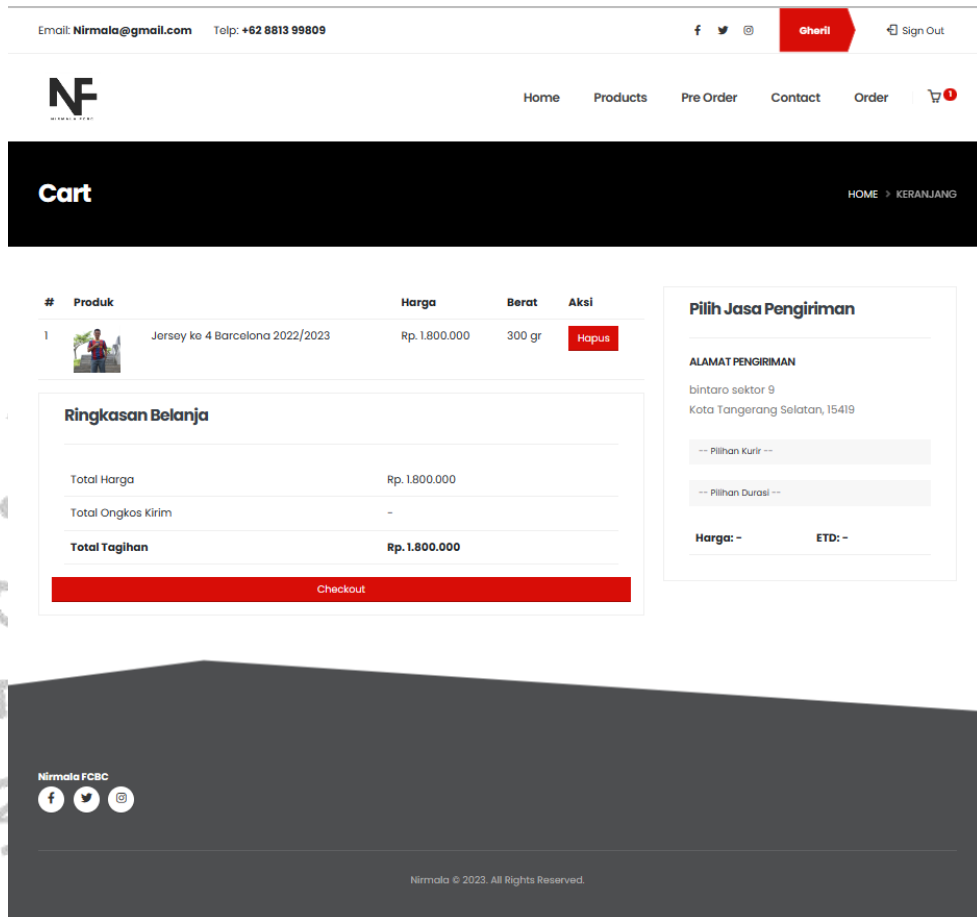 Email: Nirmala@gmail.com Telp: +62 8813 99809 Gheril Sign Out
NF
NIRMALA FCBC
Home Products Pre Order Contact Order 1
Cart
HOME > KERANJANG
# Produk Harga Berat Aksi
1 Jersey ke 4 Barcelona 2022/2023 Rp. 1.800.000 300 gr Hapus
Ringkasan Belanja
Total Harga Rp. 1.800.000
Total Ongkos Kirim -
Total Tagihan Rp. 1.800.000
Checkout
Pilih Jasa Pengiriman
ALAMAT PENGIRIMAN
bintaro sektor 9
Kota Tangerang Selatan, 15419
-- Pilihan Kurir --
-- Pilihan Durasi --
Harga: - ETD: -
Nirmala FCBC
Nirmala © 2023. All Rights Reserved.